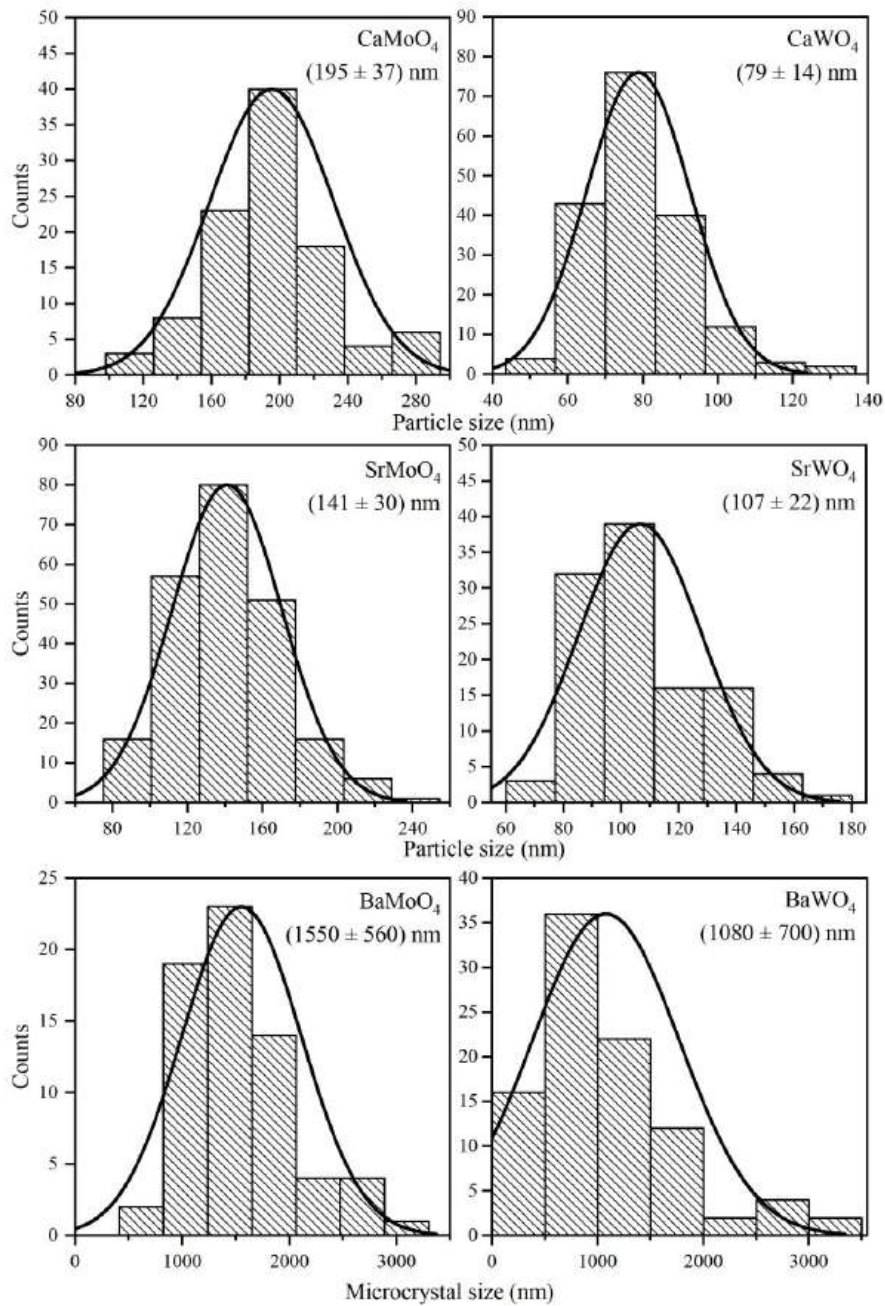 CaMoO₄
(195 ± 37) nm
50
45
40
35
30
25
20
15
10
5
0
Counts
80 120 160 200 240 280
CaWO₄
(79 ± 14) nm
90
80
70
60
50
40
30
20
10
0
40 60 80 100 120 140
Particle size (nm)
SrMoO₄
(141 ± 30) nm
90
80
70
60
50
40
30
20
10
0
Counts
80 120 160 200 240
SrWO₄
(107 ± 22) nm
50
45
40
35
30
25
20
15
10
5
0
60 80 100 120 140 160 180
Particle size (nm)
BaMoO₄
(1550 ± 560) nm
25
20
15
10
5
0
Counts
0 1000 2000 3000
BaWO₄
(1080 ± 700) nm
40
35
30
25
20
15
10
5
0
0 1000 2000 3000
Microcrystal size (nm)